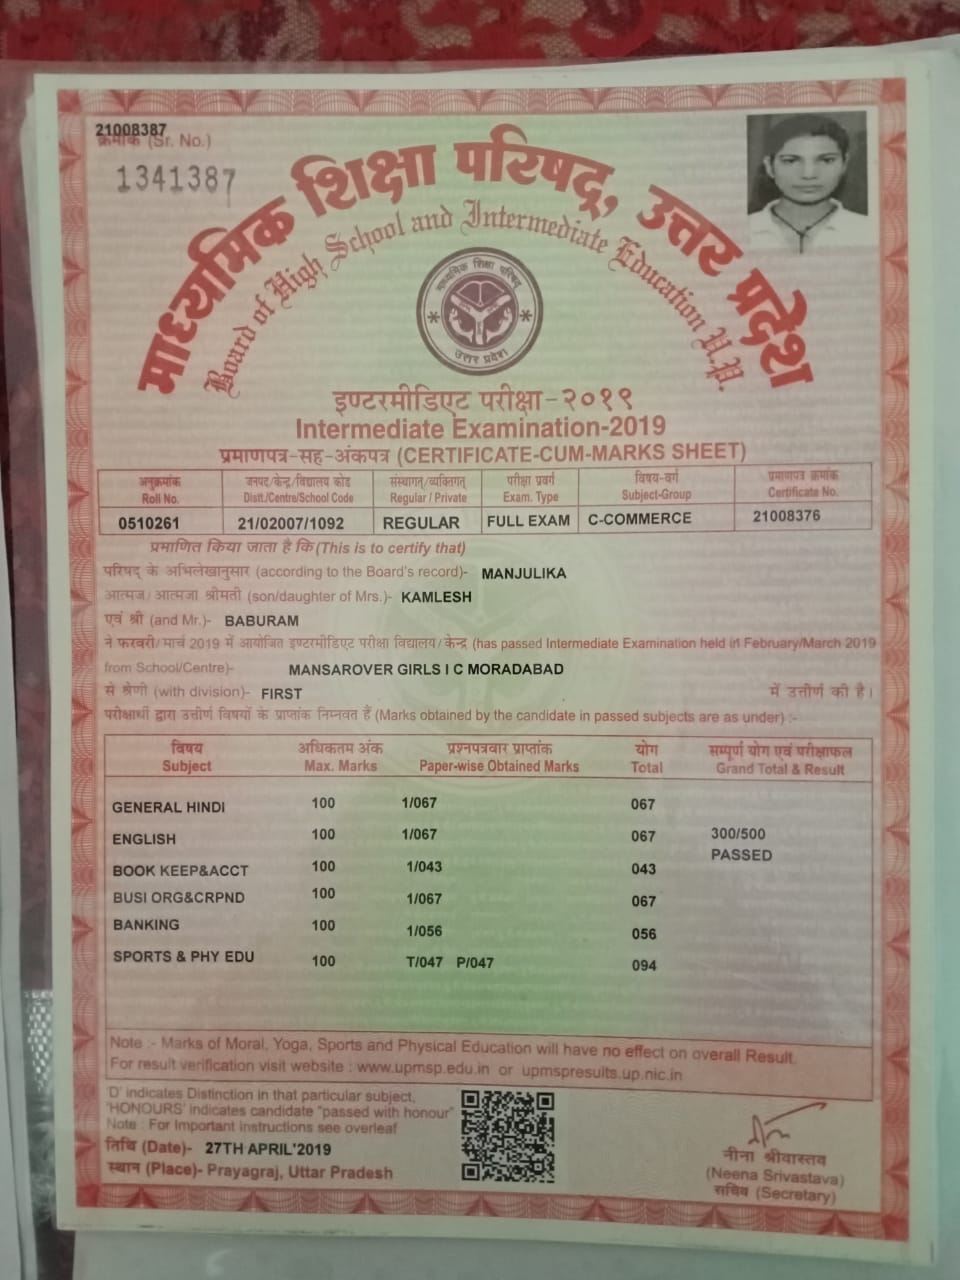 21008387
क्रमांक (Sr. No.)
1341387
माध्यमिक शिक्षा परिषद्, उत्तर प्रदेश
Board of High School and Intermediate Education U.P.
माध्यमिक शिक्षा परिषद्
उत्तर प्रदेश
इण्टरमीडिएट परीक्षा-२०१९
Intermediate Examination-2019
प्रमाणपत्र-सह-अंकपत्र (CERTIFICATE-CUM-MARKS SHEET)
अनुक्रमांक जनपद/केन्द्र/विद्यालय कोड संस्थागत/व्यक्तिगत परीक्षा प्रवर्ग विषय-वर्ग प्रमाणपत्र क्रमांक
Roll No. Distt./Centre/School Code Regular / Private Exam. Type Subject-Group Certificate No.
0510261 21/02007/1092 REGULAR FULL EXAM C-COMMERCE 21008376
प्रमाणित किया जाता है कि (This is to certify that)
परिषद् के अभिलेखानुसार (according to the Board's record)- MANJULIKA
आत्मज/आत्मजा श्रीमती (son/daughter of Mrs.)- KAMLESH
एवं श्री (and Mr.)- BABURAM
ने फरवरी/मार्च 2019 में आयोजित इण्टरमीडिएट परीक्षा विद्यालय/केन्द्र (has passed Intermediate Examination held in February/March 2019
from School/Centre)- MANSAROVER GIRLS I C MORADABAD
से श्रेणी (with division)- FIRST में उत्तीर्ण की है।
परीक्षार्थी द्वारा उत्तीर्ण विषयों के प्राप्तांक निम्नवत हैं (Marks obtained by the candidate in passed subjects are as under) :-
विषय अधिकतम अंक प्रश्नपत्रवार प्राप्तांक योग सम्पूर्ण योग एवं परीक्षाफल
Subject Max. Marks Paper-wise Obtained Marks Total Grand Total & Result
GENERAL HINDI 100 1/067 067
ENGLISH 100 1/067 067 300/500
PASSED
BOOK KEEP&ACCT 100 1/043 043
BUSI ORG&CRPND 100 1/067 067
BANKING 100 1/056 056
SPORTS & PHY EDU 100 T/047 P/047 094
Note :- Marks of Moral, Yoga, Sports and Physical Education will have no effect on overall Result.
For result verification visit website : www.upmsp.edu.in or upmspresults.up.nic.in
'D' indicates Distinction in that particular subject,
'HONOURS' indicates candidate "passed with honour"
Note : For Important instructions see overleaf
तिथि (Date)- 27TH APRIL'2019
स्थान (Place)- Prayagraj, Uttar Pradesh
नीना श्रीवास्तव
(Neena Srivastava)
सचिव (Secretary)